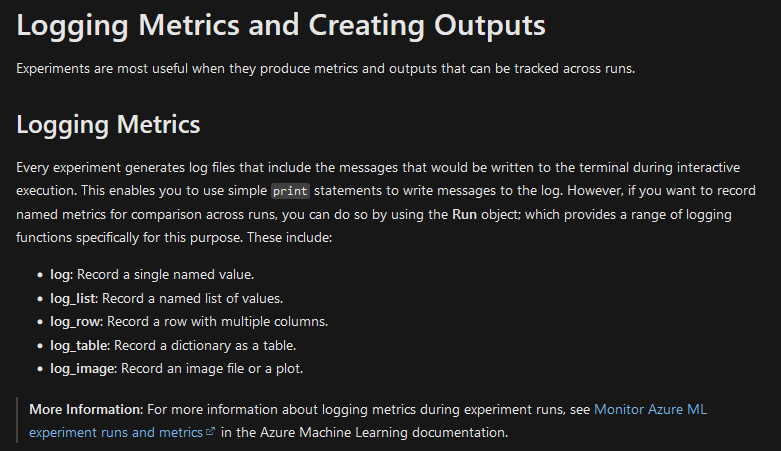 Logging Metrics and Creating Outputs
Experiments are most useful when they produce metrics and outputs that can be tracked across runs.
Logging Metrics
Every experiment generates log files that include the messages that would be written to the terminal during interactive
execution. This enables you to use simple print statements to write messages to the log. However, if you want to record
named metrics for comparison across runs, you can do so by using the Run object; which provides a range of logging
functions specifically for this purpose. These include:
• log: Record a single named value.
• log_list: Record a named list of values.
• log_row: Record a row with multiple columns.
• log_table: Record a dictionary as a table.
• log_image: Record an image file or a plot.
More Information: For more information about logging metrics during experiment runs, see Monitor Azure ML
experiment runs and metrics in the Azure Machine Learning documentation.